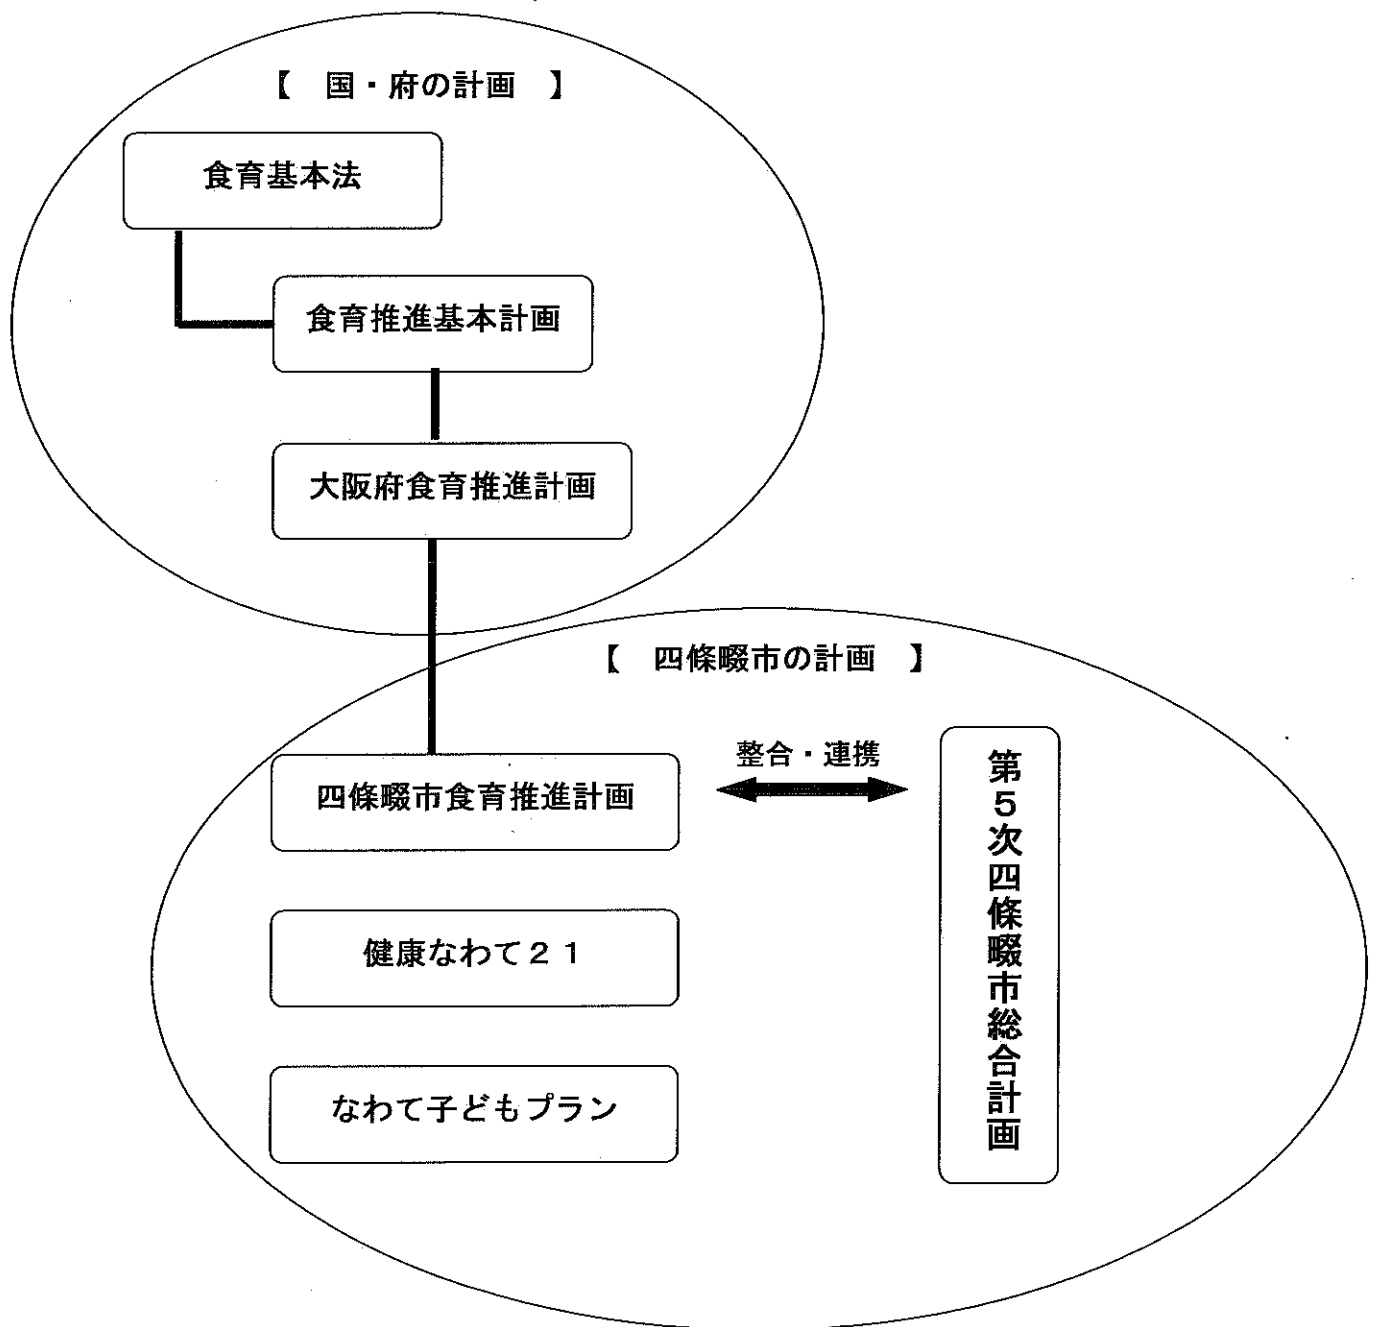 【　国・府の計画　】
食育基本法
食育推進基本計画
大阪府食育推進計画
【　四條畷市の計画　】
四條畷市食育推進計画
整合・連携
第５次四條畷市総合計画
健康なわて２１
なわて子どもプラン